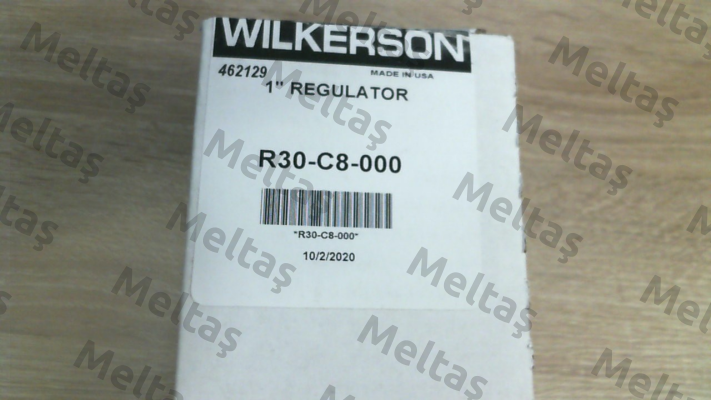 WILKERSON
462129
MADE IN USA
1" REGULATOR
R30-C8-000
"R30-C8-000"
10/2/2020
Meltaş